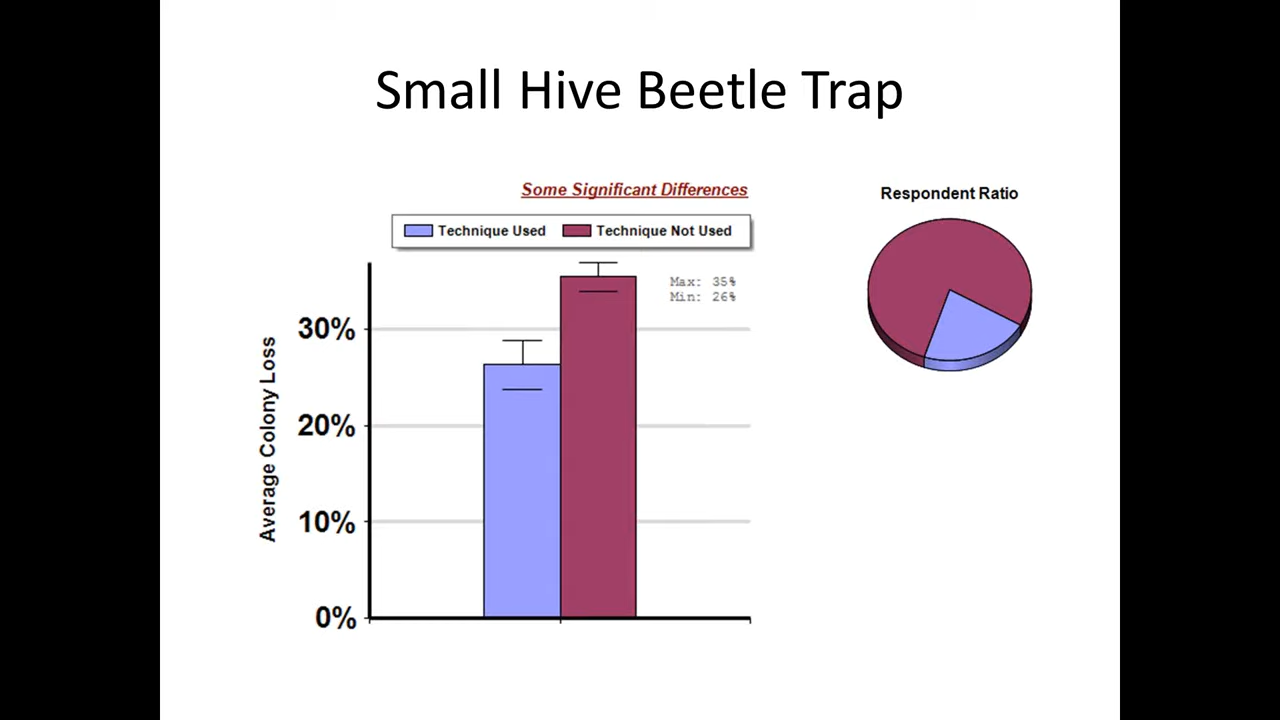 Small Hive Beetle Trap
Some Significant Differences
Technique Used Technique Not Used
Max: 35%
Min: 26%
Average Colony Loss
30%
20%
10%
0%
Respondent Ratio